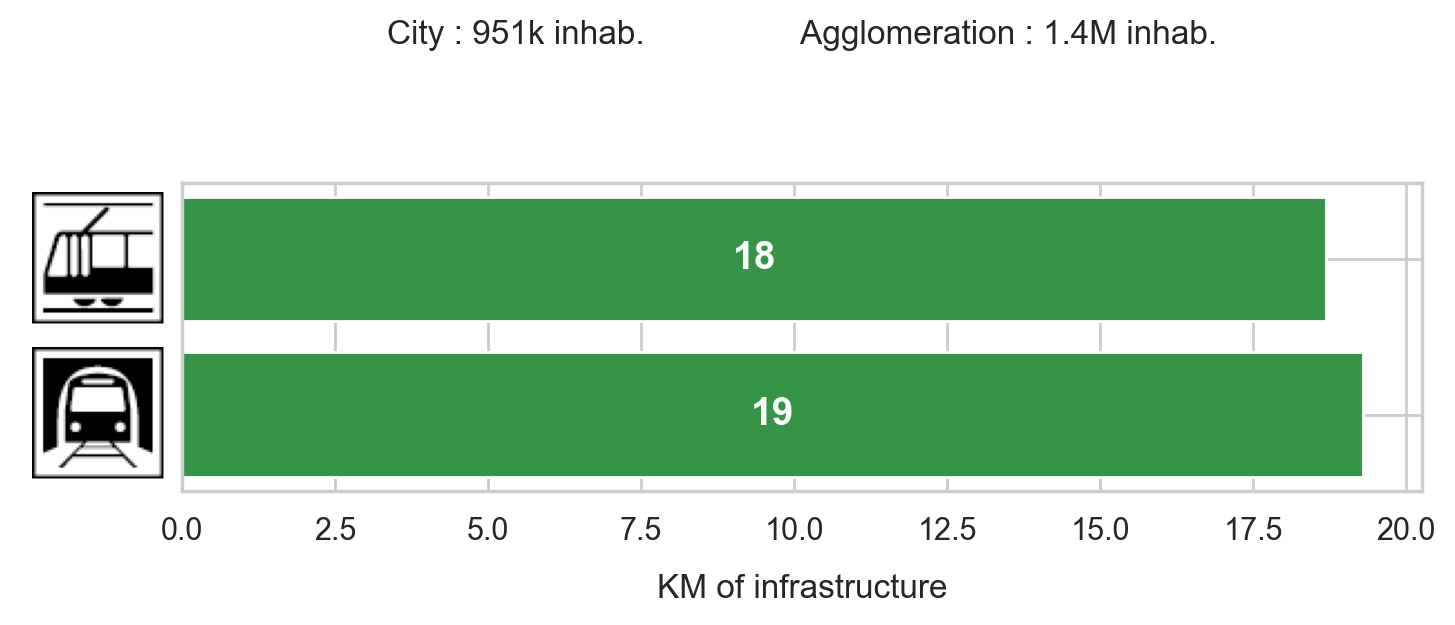 City : 951k inhab. Agglomeration : 1.4M inhab.
18
19
0.0 2.5 5.0 7.5 10.0 12.5 15.0 17.5 20.0
KM of infrastructure